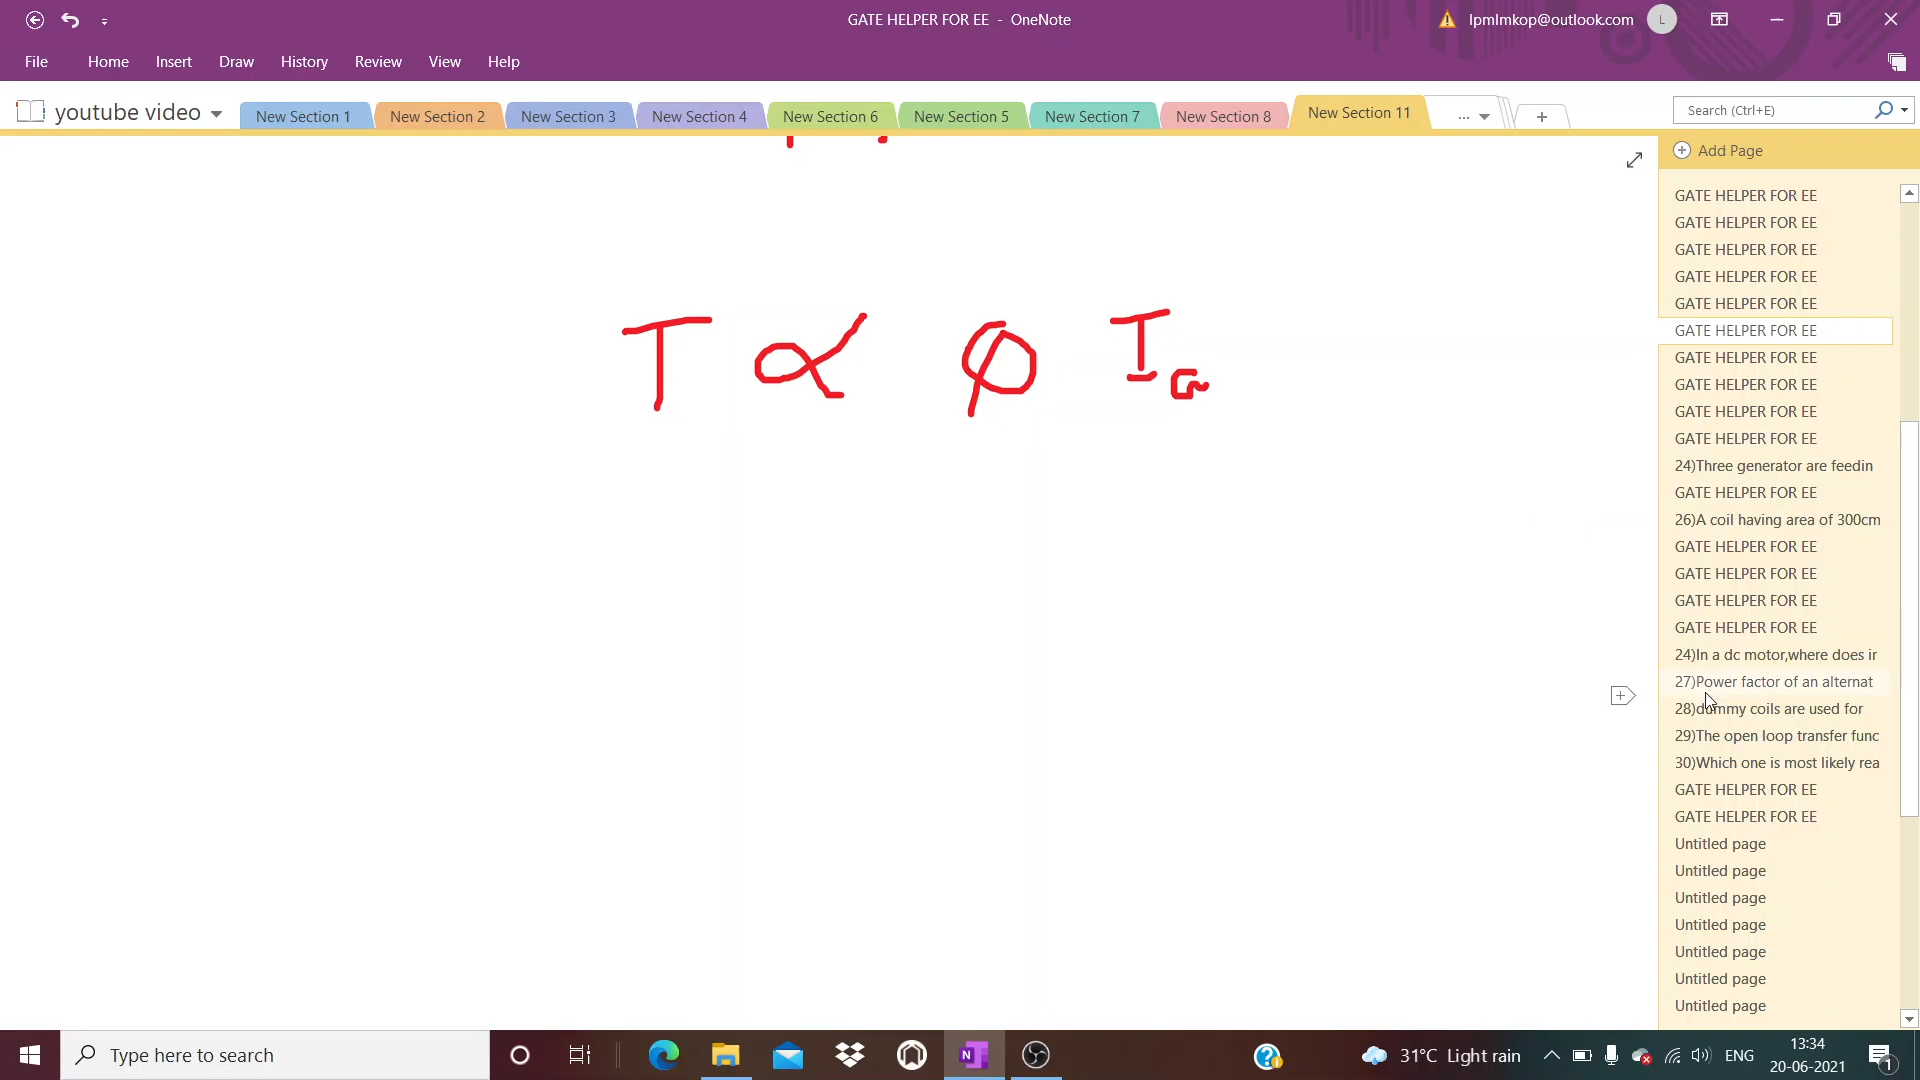 GATE HELPER FOR EE - OneNote
lpmlmkop@outlook.com
L
File Home Insert Draw History Review View Help
youtube video
New Section 1
New Section 2
New Section 3
New Section 4
New Section 6
New Section 5
New Section 7
New Section 8
New Section 11
...
Search (Ctrl+E)
Add Page
T ∝ φ Ia
GATE HELPER FOR EE
GATE HELPER FOR EE
GATE HELPER FOR EE
GATE HELPER FOR EE
GATE HELPER FOR EE
GATE HELPER FOR EE
GATE HELPER FOR EE
GATE HELPER FOR EE
GATE HELPER FOR EE
GATE HELPER FOR EE
24)Three generator are feedin
GATE HELPER FOR EE
26)A coil having area of 300cm
GATE HELPER FOR EE
GATE HELPER FOR EE
GATE HELPER FOR EE
GATE HELPER FOR EE
24)In a dc motor,where does ir
27)Power factor of an alternat
28)dummy coils are used for
29)The open loop transfer func
30)Which one is most likely rea
GATE HELPER FOR EE
GATE HELPER FOR EE
Untitled page
Untitled page
Untitled page
Untitled page
Untitled page
Untitled page
Untitled page
Type here to search
31°C Light rain
ENG
13:34
20-06-2021
1